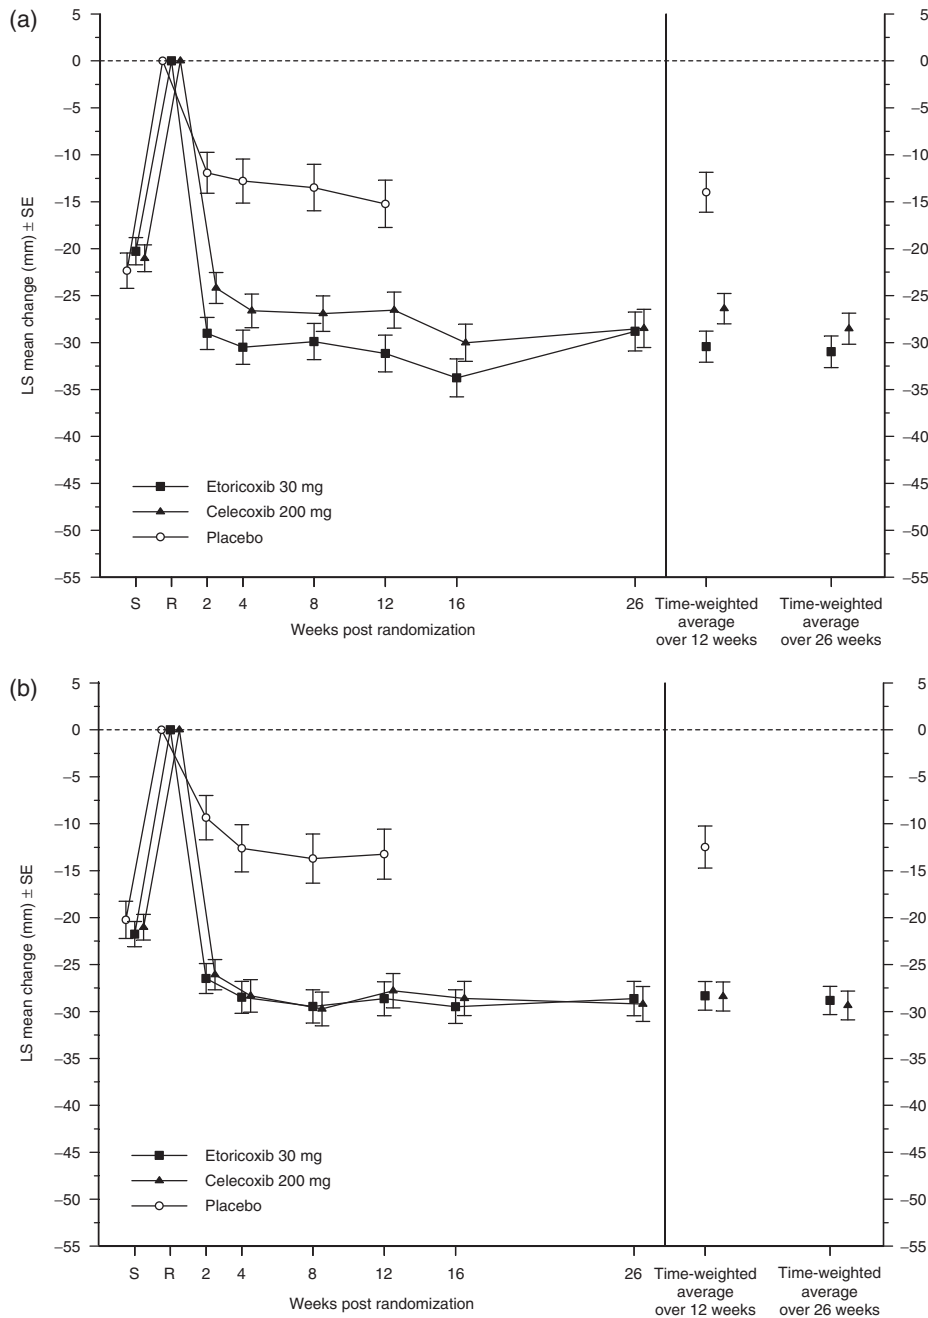 (a)
5
5
0
0
–5
–5
–10
–10
–15
–15
–20
–20
–25
–25
–30
–30
–35
–35
–40
–40
–45
–45
–50
–50
–55
–55
LS mean change (mm) ± SE
Etoricoxib 30 mg
Celecoxib 200 mg
Placebo
S R 2 4 8 12 16 26
Weeks post randomization
Time-weighted
average
over 12 weeks
Time-weighted
average
over 26 weeks
(b)
5
5
0
0
–5
–5
–10
–10
–15
–15
–20
–20
–25
–25
–30
–30
–35
–35
–40
–40
–45
–45
–50
–50
–55
–55
LS mean change (mm) ± SE
Etoricoxib 30 mg
Celecoxib 200 mg
Placebo
S R 2 4 8 12 16 26
Weeks post randomization
Time-weighted
average
over 12 weeks
Time-weighted
average
over 26 weeks